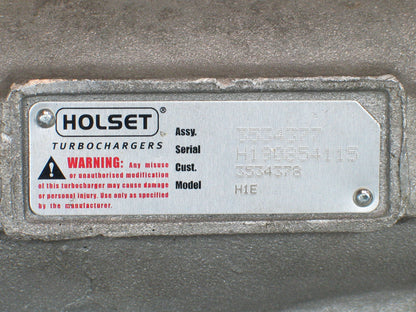 HOLSET®
TURBOCHARGERS
WARNING: Any misuse
or unauthorised modification
of this turbocharger may cause damage
or personal injury. Use only as specified
by the manufacturer.
Assy.
Serial
Cust. 3534378
Model H1E